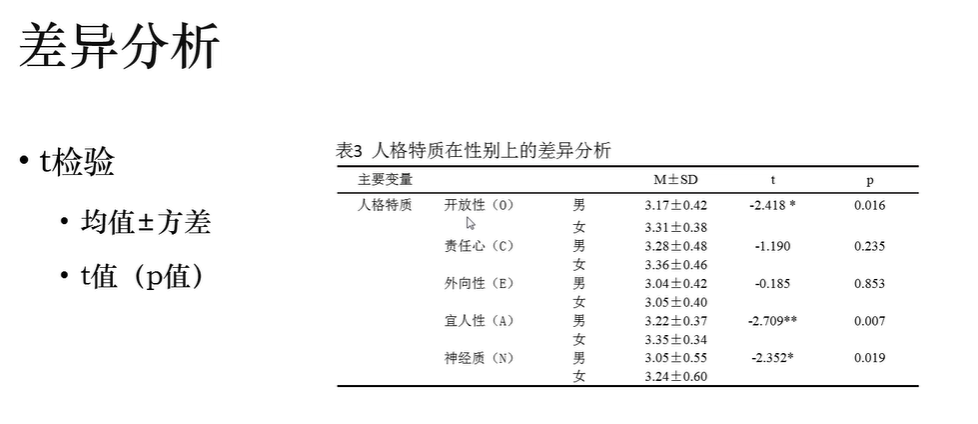 差异分析
• t检验
• 均值±方差
• t值（p值）
表3 人格特质在性别上的差异分析
主要变量 M±SD t p
人格特质 开放性（O） 男 3.17±0.42 -2.418 * 0.016
女 3.31±0.38
责任心（C） 男 3.28±0.48 -1.190 0.235
女 3.36±0.46
外向性（E） 男 3.04±0.42 -0.185 0.853
女 3.05±0.40
宜人性（A） 男 3.22±0.37 -2.709** 0.007
女 3.35±0.34
神经质（N） 男 3.05±0.55 -2.352* 0.019
女 3.24±0.60